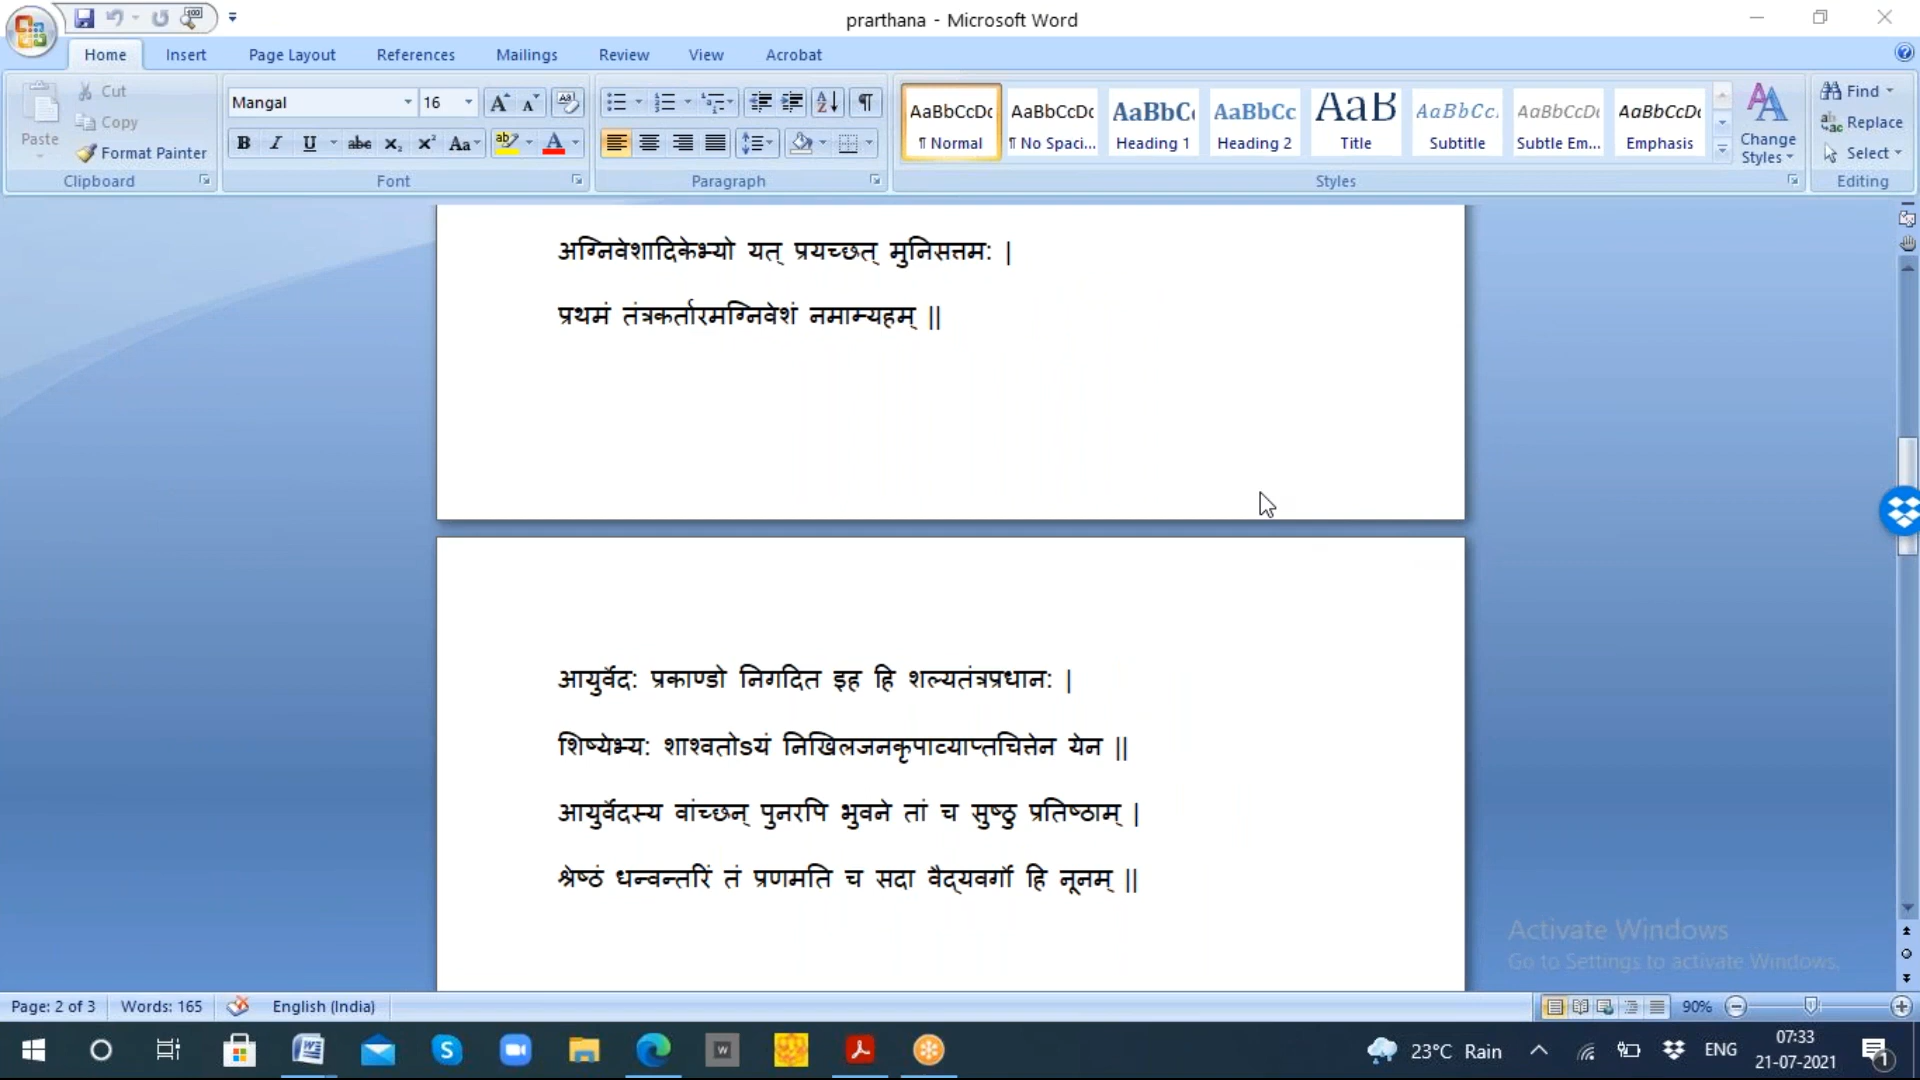 prarthana - Microsoft Word
Home Insert Page Layout References Mailings Review View Acrobat
Paste
Cut
Copy
Format Painter
Clipboard
Mangal 16
Font
Paragraph
AaBbCcDc AaBbCcDc AaBbC AaBbCc AaB AaBbCc. AaBbCcDc AaBbCcDc
¶ Normal ¶ No Spaci... Heading 1 Heading 2 Title Subtitle Subtle Em... Emphasis
Change Styles
Styles
Find
Replace
Select
Editing
अग्निवेशादिकेभ्यो यत् प्रयच्छत् मुनिसत्तम: |
प्रथमं तंत्रकर्तारमग्निवेशं नमाम्यहम् ||
आयुर्वेद: प्रकाण्डो निगदित इह हि शल्यतंत्रप्रधान: |
शिष्येभ्य: शाश्वतोऽयं निखिलजनकृपाव्याप्तचित्तेन येन ||
आयुर्वेदस्य वांच्छन् पुनरपि भुवने तां च सुष्ठु प्रतिष्ठाम् |
श्रेष्ठं धन्वन्तरिं तं प्रणमति च सदा वैद्यवर्गो हि नूनम् ||
Activate Windows
Go to Settings to activate Windows.
Page: 2 of 3 Words: 165 English (India) 90%
23°C Rain ENG 07:33
21-07-2021